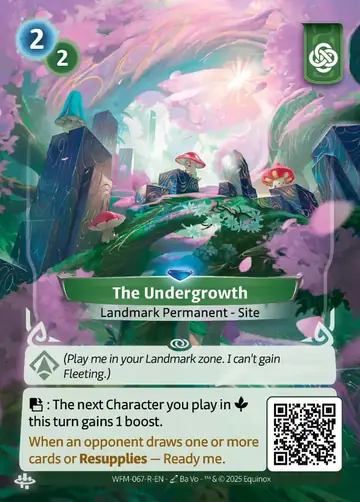 2
2
The Undergrowth
Landmark Permanent - Site
(Play me in your Landmark zone. I can't gain
Fleeting.)
: The next Character you play in
this turn gains 1 boost.
When an opponent draws one or more
cards or Resupplies — Ready me.
WFM-067-R-EN - Ba Vo - ™ & © 2025 Equinox